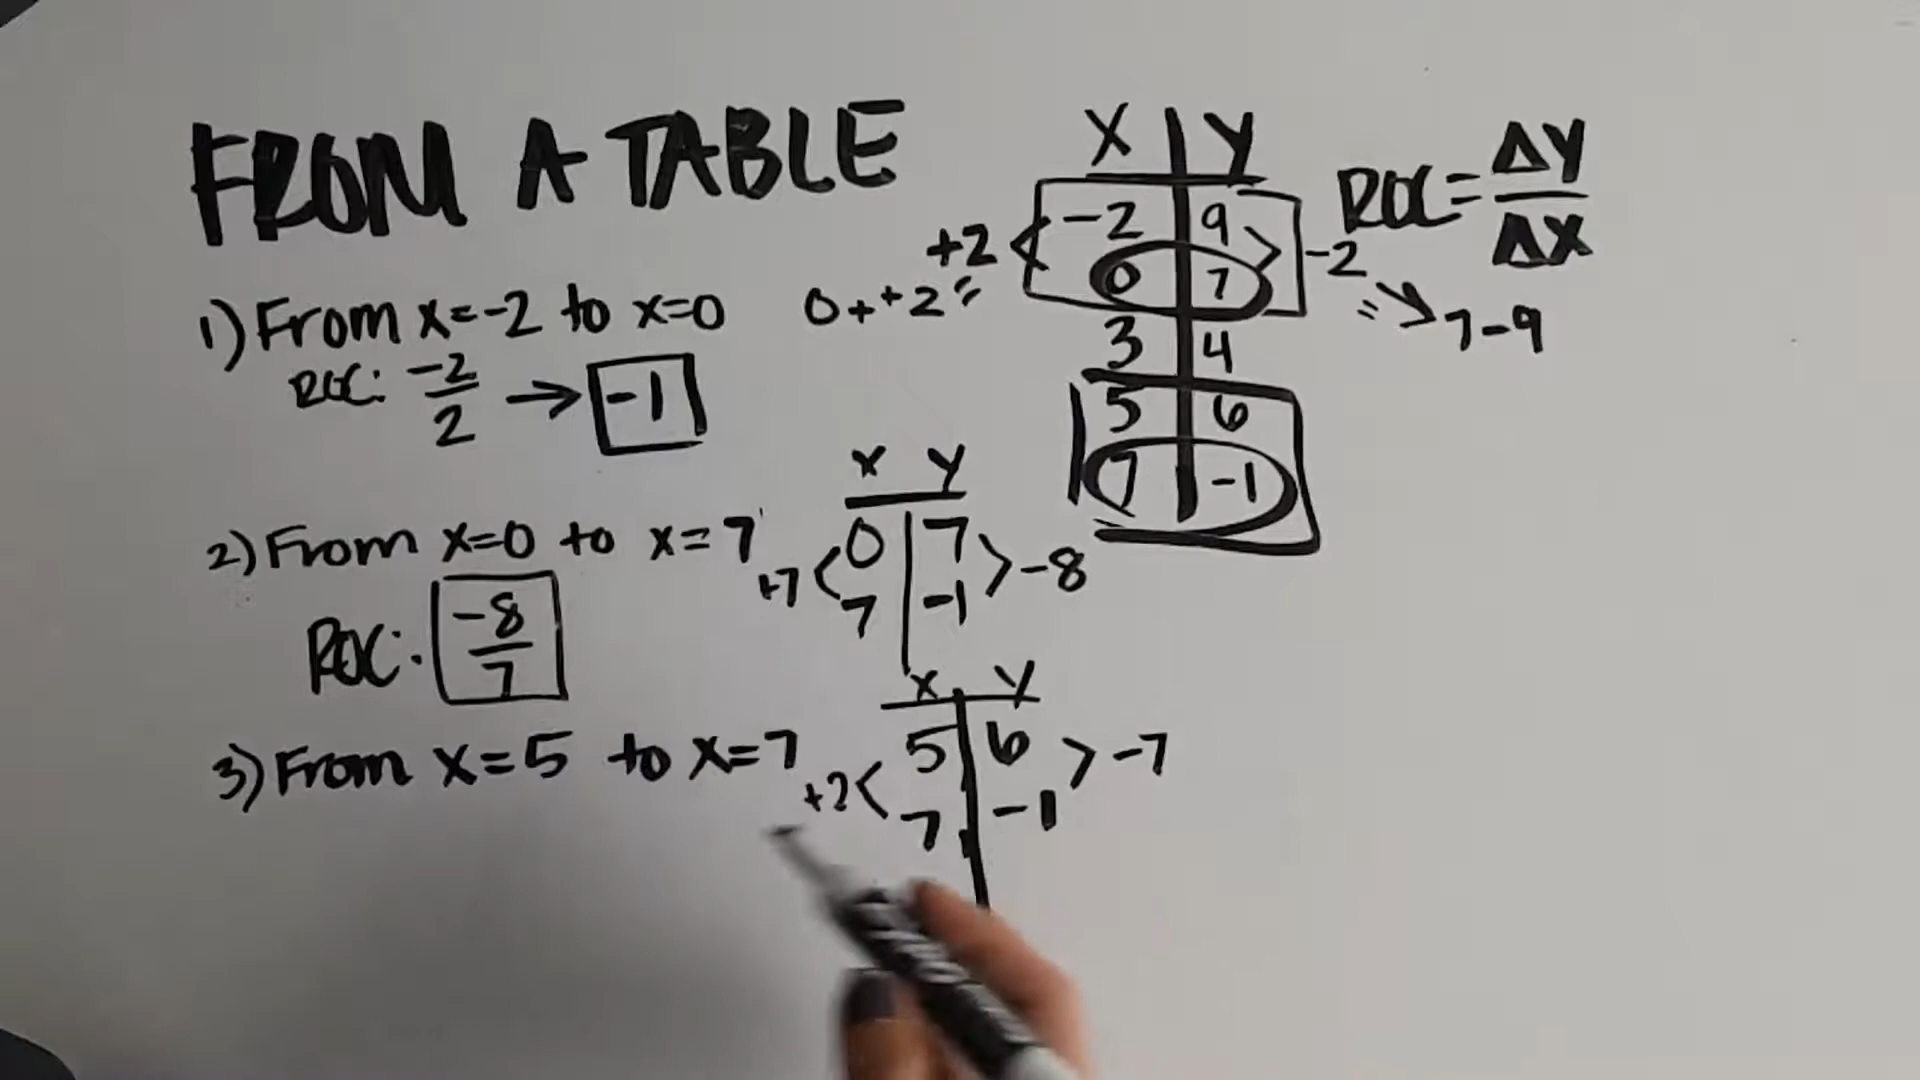 FROM A TABLE
X Y
-2 9
0 7
3 4
5 6
7 -1
+2
-2
0++2=
= 7-9
ROC= ΔY/ΔX
1) From x=-2 to x=0
ROC: -2/2 → -1
2) From x=0 to x=7
ROC: -8/7
x y
0 7
7 -1
+7
-8
3) From x=5 to x=7
x y
5 6
7 -1
+2
-7